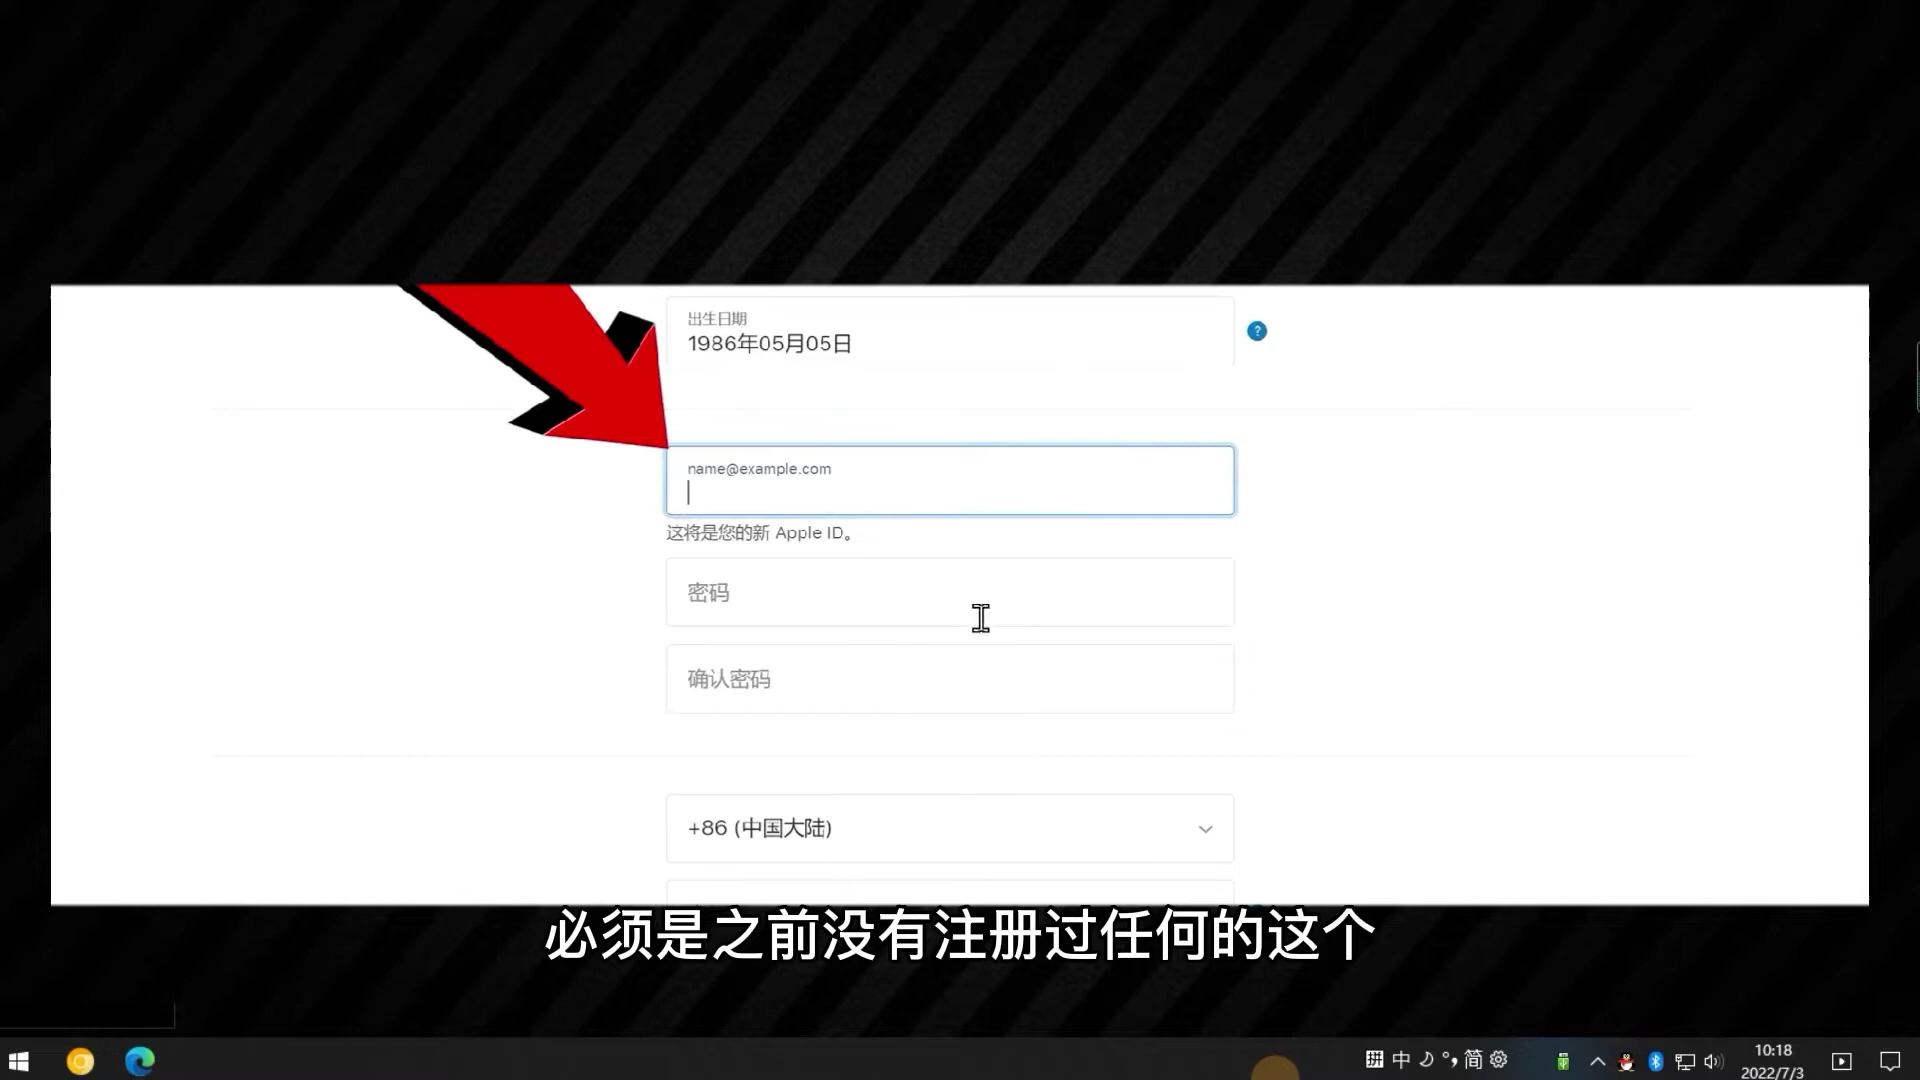 出生日期
1986年05月05日
?
name@example.com
这将是您的新 Apple ID。
密码
确认密码
+86 (中国大陆)
必须是之前没有注册过任何的这个
拼 中 简
10:18
2022/7/3